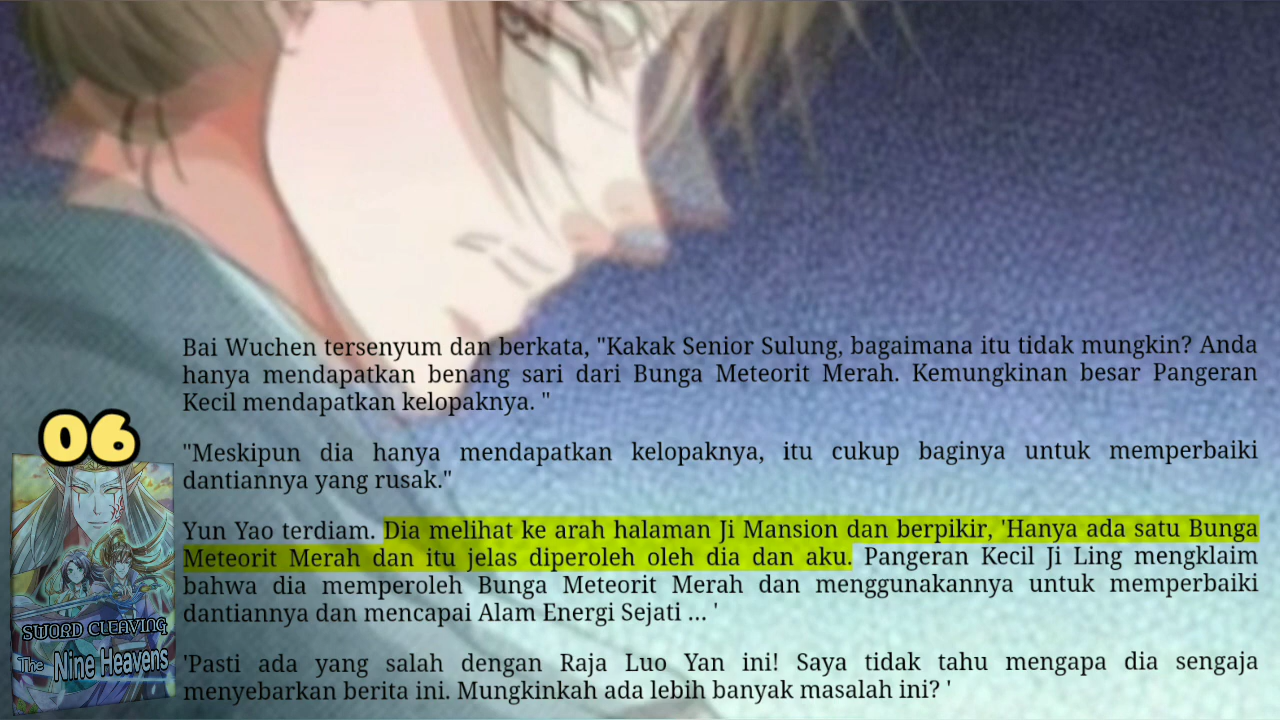 Bai Wuchen tersenyum dan berkata, "Kakak Senior Sulung, bagaimana itu tidak mungkin? Anda
hanya mendapatkan benang sari dari Bunga Meteorit Merah. Kemungkinan besar Pangeran
Kecil mendapatkan kelopaknya. "
"Meskipun dia hanya mendapatkan kelopaknya, itu cukup baginya untuk memperbaiki
dantiannya yang rusak."
Yun Yao terdiam. Dia melihat ke arah halaman Ji Mansion dan berpikir, 'Hanya ada satu Bunga
Meteorit Merah dan itu jelas diperoleh oleh dia dan aku. Pangeran Kecil Ji Ling mengklaim
bahwa dia memperoleh Bunga Meteorit Merah dan menggunakannya untuk memperbaiki
dantiannya dan mencapai Alam Energi Sejati ... '
'Pasti ada yang salah dengan Raja Luo Yan ini! Saya tidak tahu mengapa dia sengaja
menyebarkan berita ini. Mungkinkah ada lebih banyak masalah ini? '
06
SWORD CLEAVING
The Nine Heavens